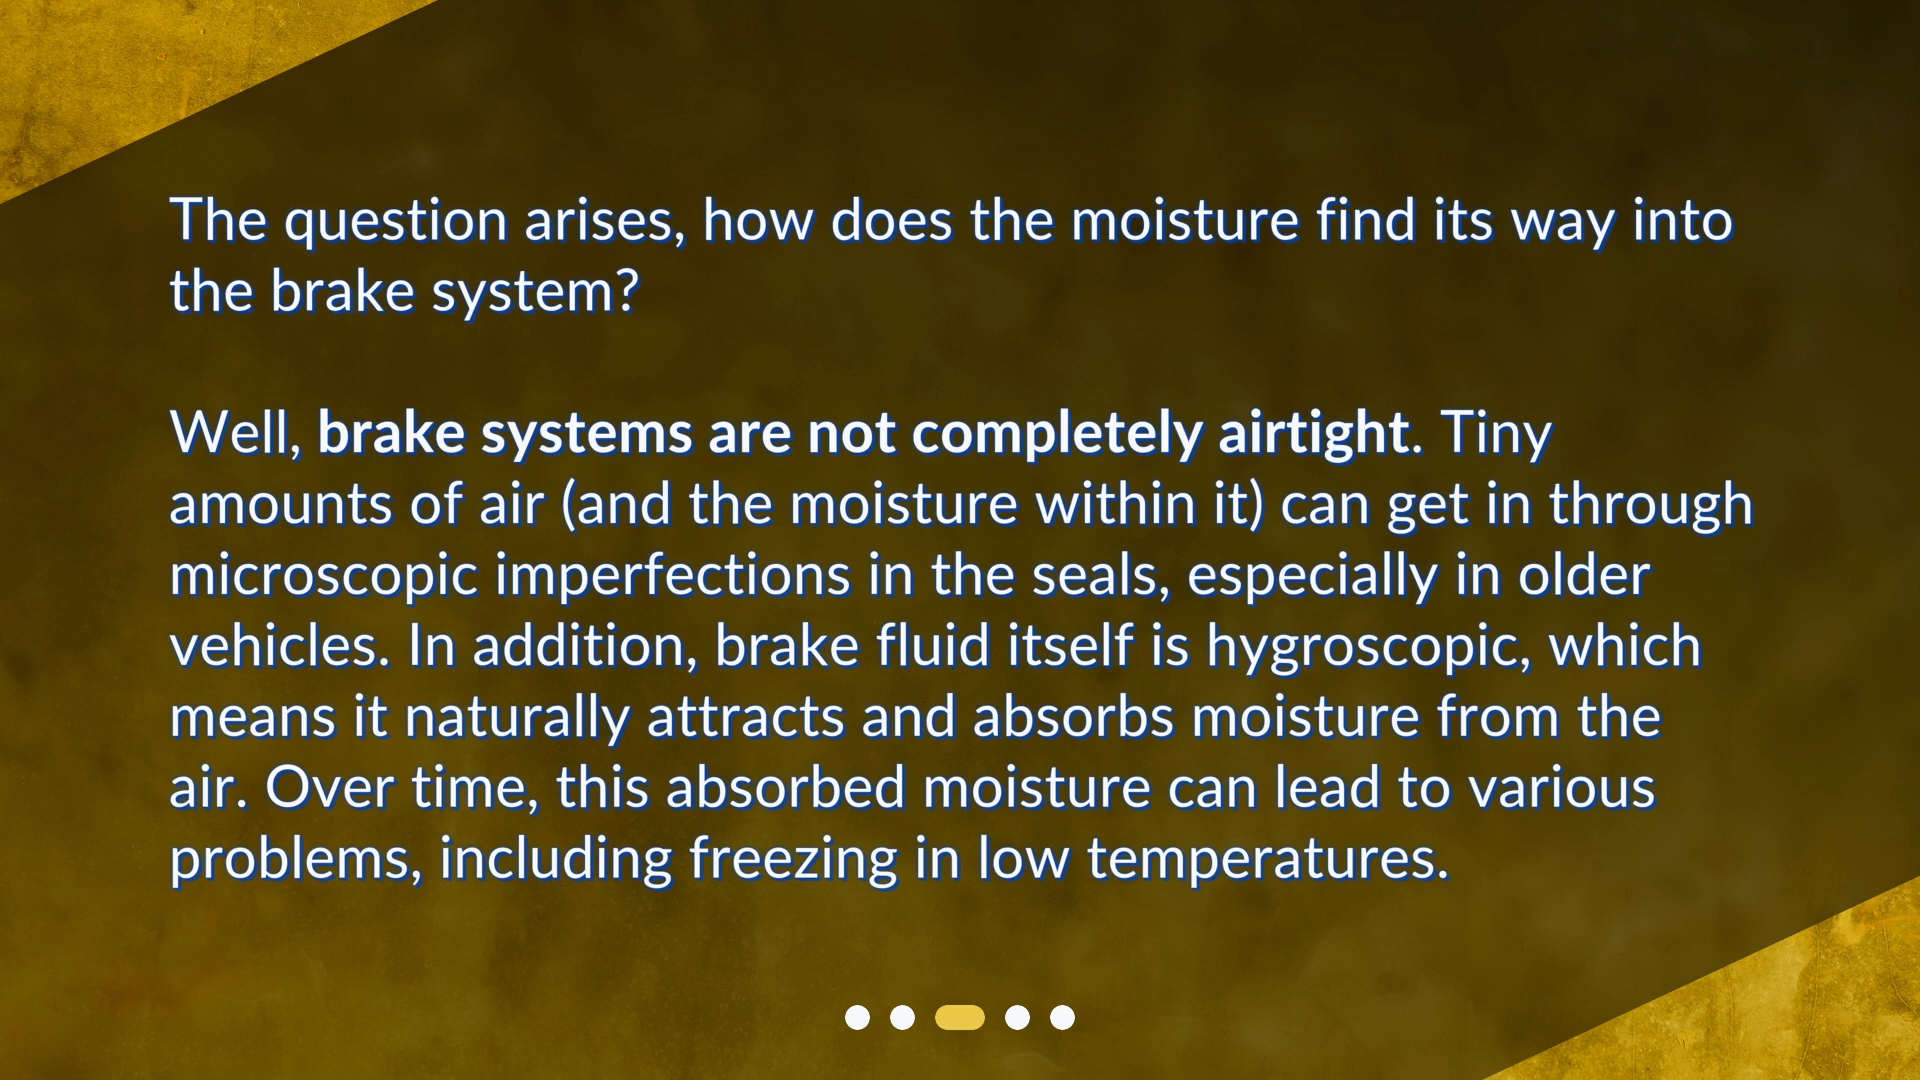 The question arises, how does the moisture find its way into
the brake system?
Well, brake systems are not completely airtight. Tiny
amounts of air (and the moisture within it) can get in through
microscopic imperfections in the seals, especially in older
vehicles. In addition, brake fluid itself is hygroscopic, which
means it naturally attracts and absorbs moisture from the
air. Over time, this absorbed moisture can lead to various
problems, including freezing in low temperatures.